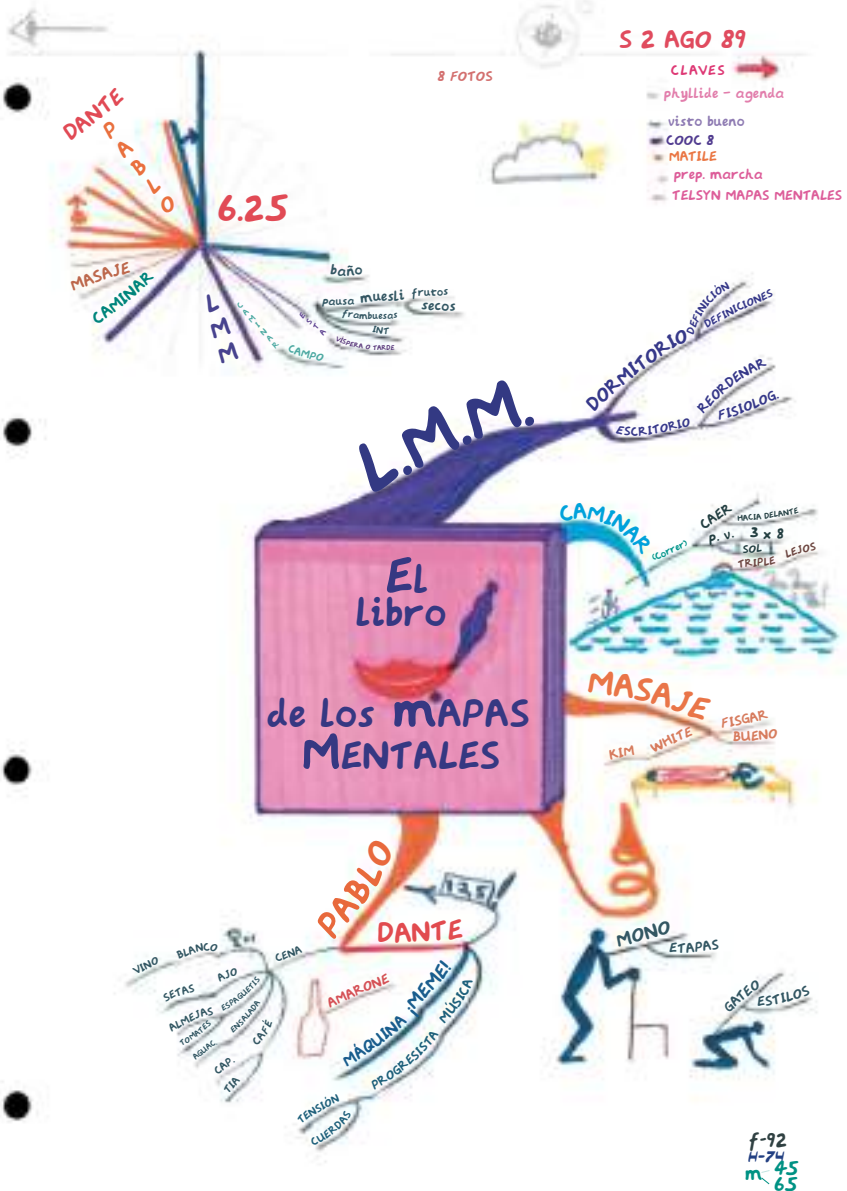 S 2 AGO 89
8 FOTOS
CLAVES
phyllide - agenda
visto bueno
COOC 8
MATILE
prep. marcha
TELSYN MAPAS MENTALES
DANTE
PABLO
6.25
MASAJE
CAMINAR
LMM
CAMINAR
CAMPO
ESTA
baño
pausa muesli frutos
secos
frambuesas
INT
VÍSPERA O TARDE
L.M.M.
DORMITORIO
DEFINICIÓN
DEFINICIONES
ESCRITORIO
REORDENAR
FISIOLOG.
CAMINAR
(Correr)
CAER
HACIA DELANTE
P. V. 3 x 8
SOL
TRIPLE LEJOS
El
libro
de los mAPAS
MENTALES
MASAJE
FISGAR
BUENO
KIM WHITE
PABLO
DANTE
12,5
CENA
VINO BLANCO
SETAS AJO
ALMEJAS ESPAGUETIS
TOMATES
AGUAC ENSALADA
CAFÉ
CAP.
TIA
AMARONE
MÁQUINA ¡MEME!
PROGRESISTA MÚSICA
TENSIÓN
CUERDAS
MONO
ETAPAS
GATEO
ESTILOS
f-92
H-74
m 45
65